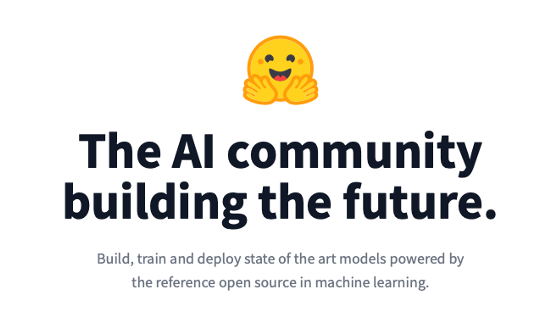 The AI community
building the future.
Build, train and deploy state of the art models powered by
the reference open source in machine learning.